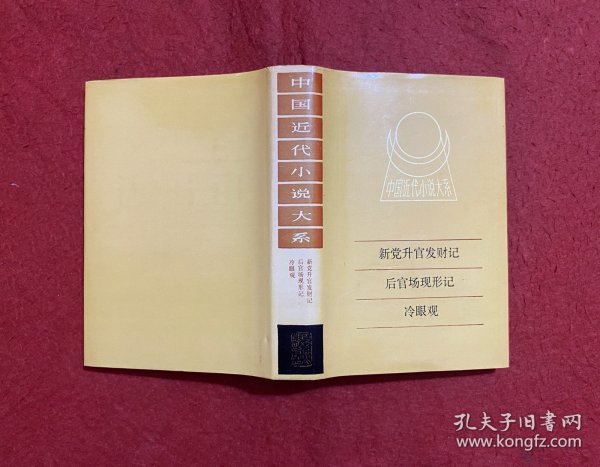 中国近代小说大系
新党升官发财记
后官场现形记
冷眼观
中国近代小说大系
新党升官发财记
后官场现形记
冷眼观
孔夫子旧书网
www.kongfz.com